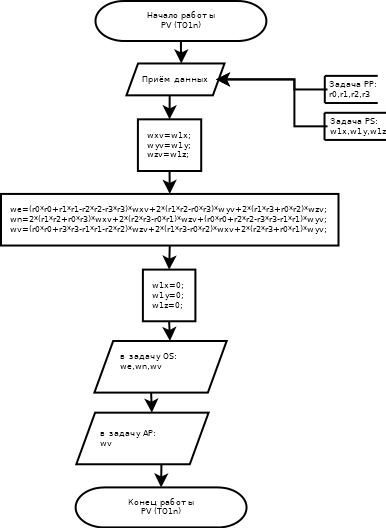 Начало работы
PV (TO1n)
Приём данных
Задача PP:
r0,r1,r2,r3
Задача PS:
w1x,w1y,w1z
wxv=w1x;
wyv=w1y;
wzv=w1z;
we=(r0*r0+r1*r1-r2*r2-r3*r3)*wxv+2*(r1*r2-r0*r3)*wyv+2*(r1*r3+r0*r2)*wzv;
wn=2*(r1*r2+r0*r3)*wxv+2*(r2*r3-r0*r1)*wzv+(r0*r0+r2*r2-r3*r3-r1*r1)*wyv;
wv=(r0*r0+r3*r3-r1*r1-r2*r2)*wzv+2*(r1*r3-r0*r2)*wxv+2*(r2*r3+r0*r1)*wyv;
w1x=0;
w1y=0;
w1z=0;
в задачу OS:
we,wn,wv
в задачу AP:
wv
Конец работы
PV (TO1n)